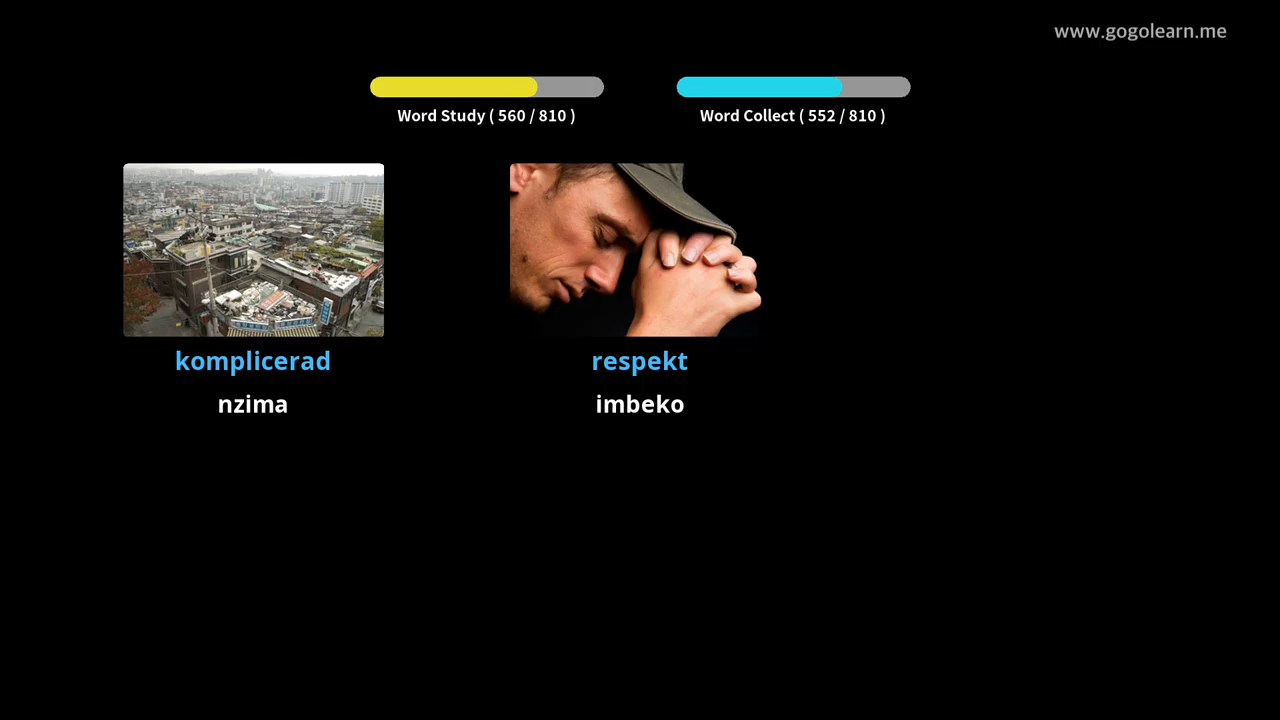 www.gogolearn.me
Word Study ( 560 / 810 )
Word Collect ( 552 / 810 )
komplicerad
nzima
respekt
imbeko